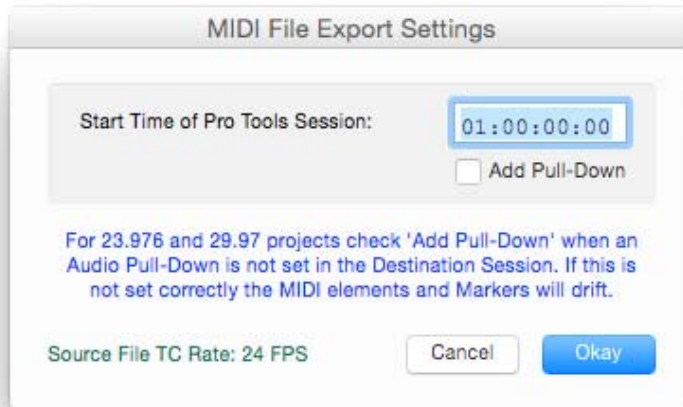 MIDI File Export Settings
Start Time of Pro Tools Session:
01:00:00:00
Add Pull-Down
For 23.976 and 29.97 projects check 'Add Pull-Down' when an
Audio Pull-Down is not set in the Destination Session. If this is
not set correctly the MIDI elements and Markers will drift.
Source File TC Rate: 24 FPS
Cancel
Okay